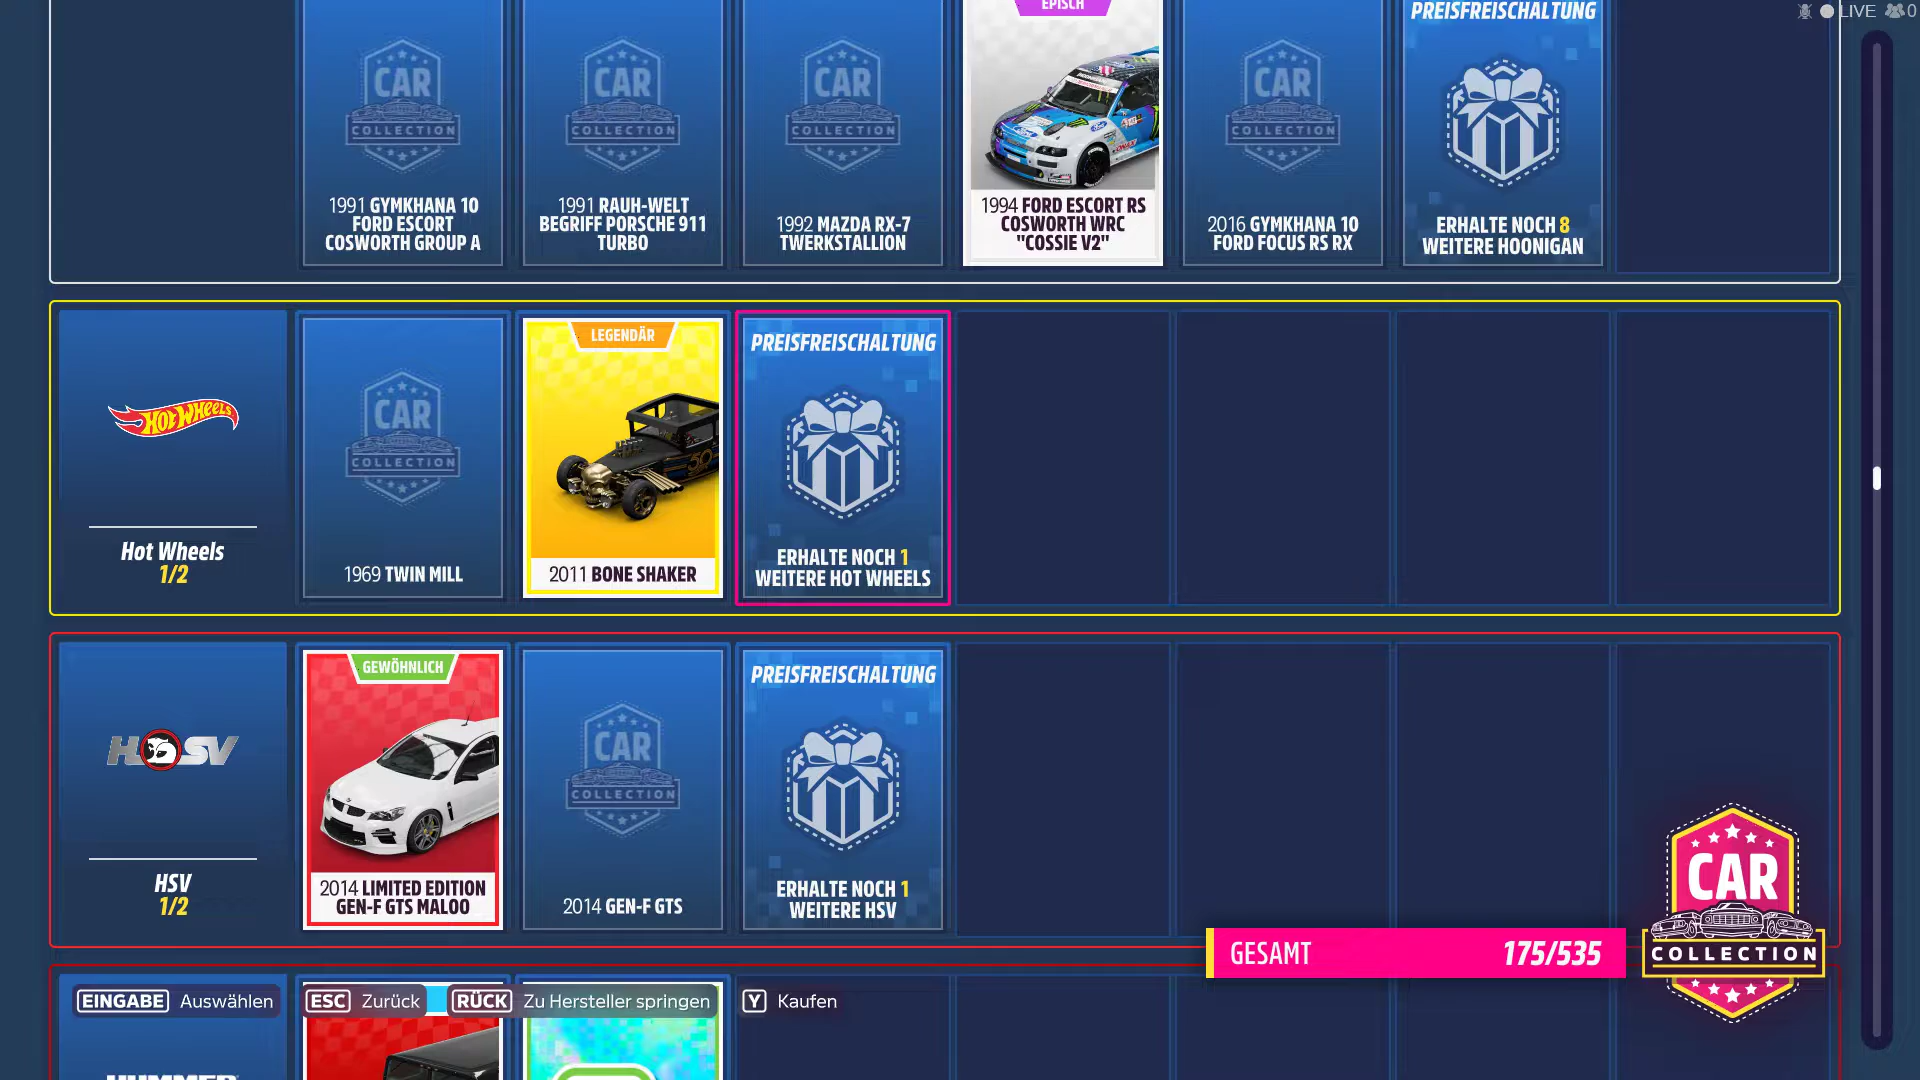 EPISCH
PREISFREISCHALTUNG
LIVE 0
CAR
COLLECTION
CAR
COLLECTION
CAR
COLLECTION
CAR
COLLECTION
1991 GYMKHANA 10
FORD ESCORT
COSWORTH GROUP A
1991 RAUH-WELT
BEGRIFF PORSCHE 911
TURBO
1992 MAZDA RX-7
TWERKSTALLION
1994 FORD ESCORT RS
COSWORTH WRC
"COSSIE V2"
2016 GYMKHANA 10
FORD FOCUS RS RX
ERHALTE NOCH 8
WEITERE HOONIGAN
Hot Wheels
Hot Wheels
1/2
CAR
COLLECTION
1969 TWIN MILL
LEGENDÄR
2011 BONE SHAKER
PREISFREISCHALTUNG
ERHALTE NOCH 1
WEITERE HOT WHEELS
HSV
HSV
1/2
GEWÖHNLICH
2014 LIMITED EDITION
GEN-F GTS MALOO
CAR
COLLECTION
2014 GEN-F GTS
PREISFREISCHALTUNG
ERHALTE NOCH 1
WEITERE HSV
GESAMT 175/535
CAR
COLLECTION
EINGABE Auswählen
ESC Zurück
RÜCK Zu Hersteller springen
Y Kaufen
HUMMER